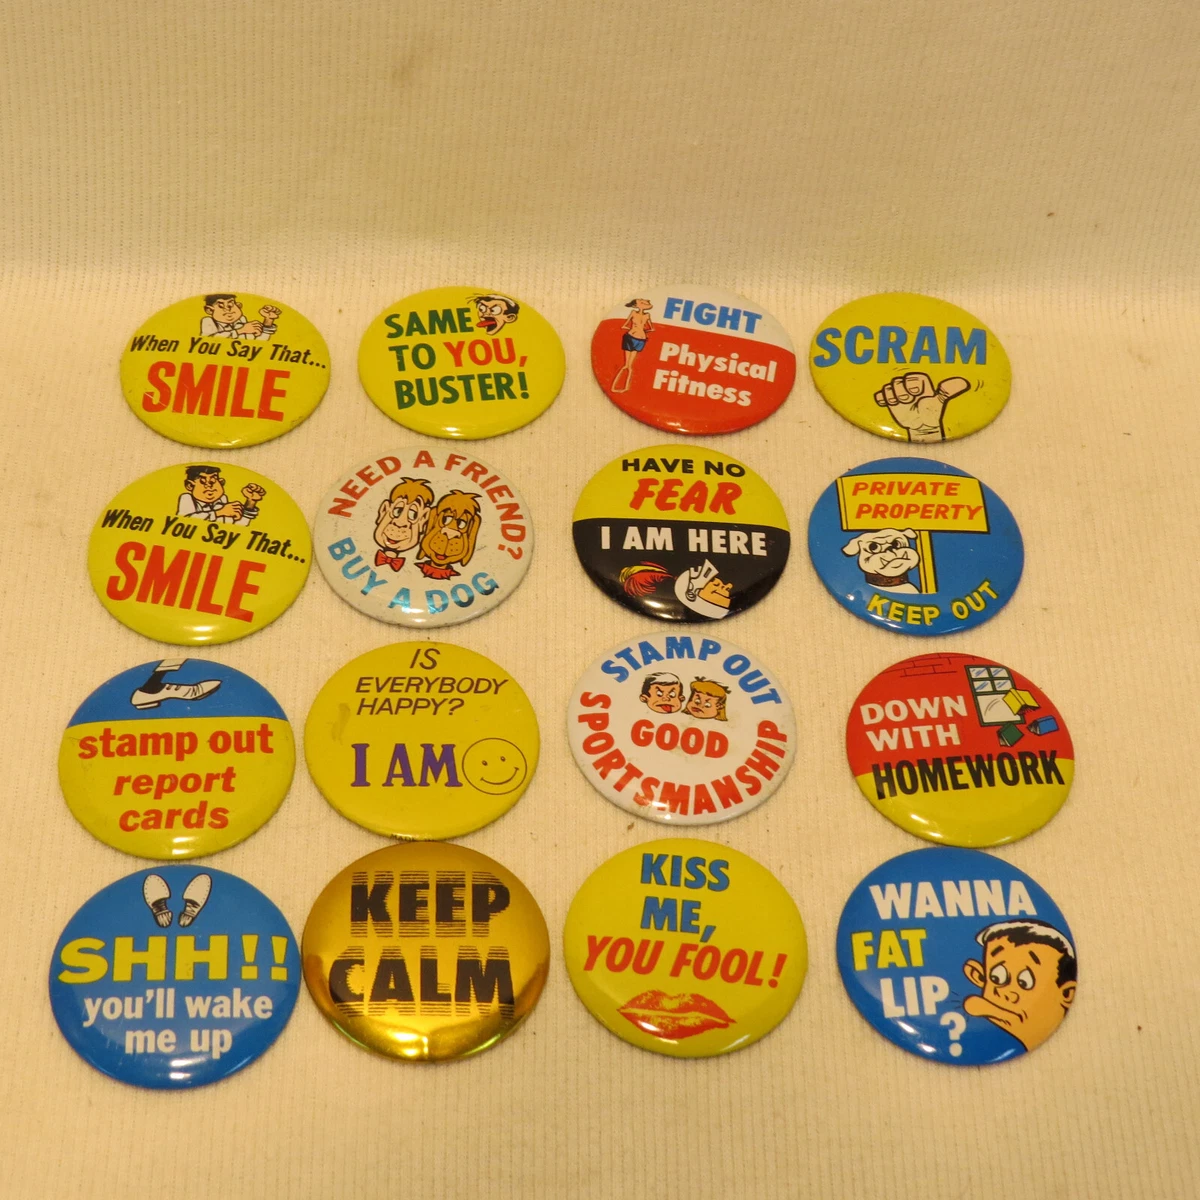 When You Say That...
SMILE
SAME
TO YOU,
BUSTER!
FIGHT
Physical
Fitness
SCRAM
When You Say That...
SMILE
NEED A FRIEND?
BUY A DOG
HAVE NO
FEAR
I AM HERE
PRIVATE
PROPERTY
KEEP OUT
stamp out
report
cards
IS
EVERYBODY
HAPPY?
I AM
STAMP OUT
GOOD
SPORTSMANSHIP
DOWN
WITH
HOMEWORK
SHH!!
you'll wake
me up
KEEP
CALM
KISS
ME,
YOU FOOL!
WANNA
FAT
LIP
?